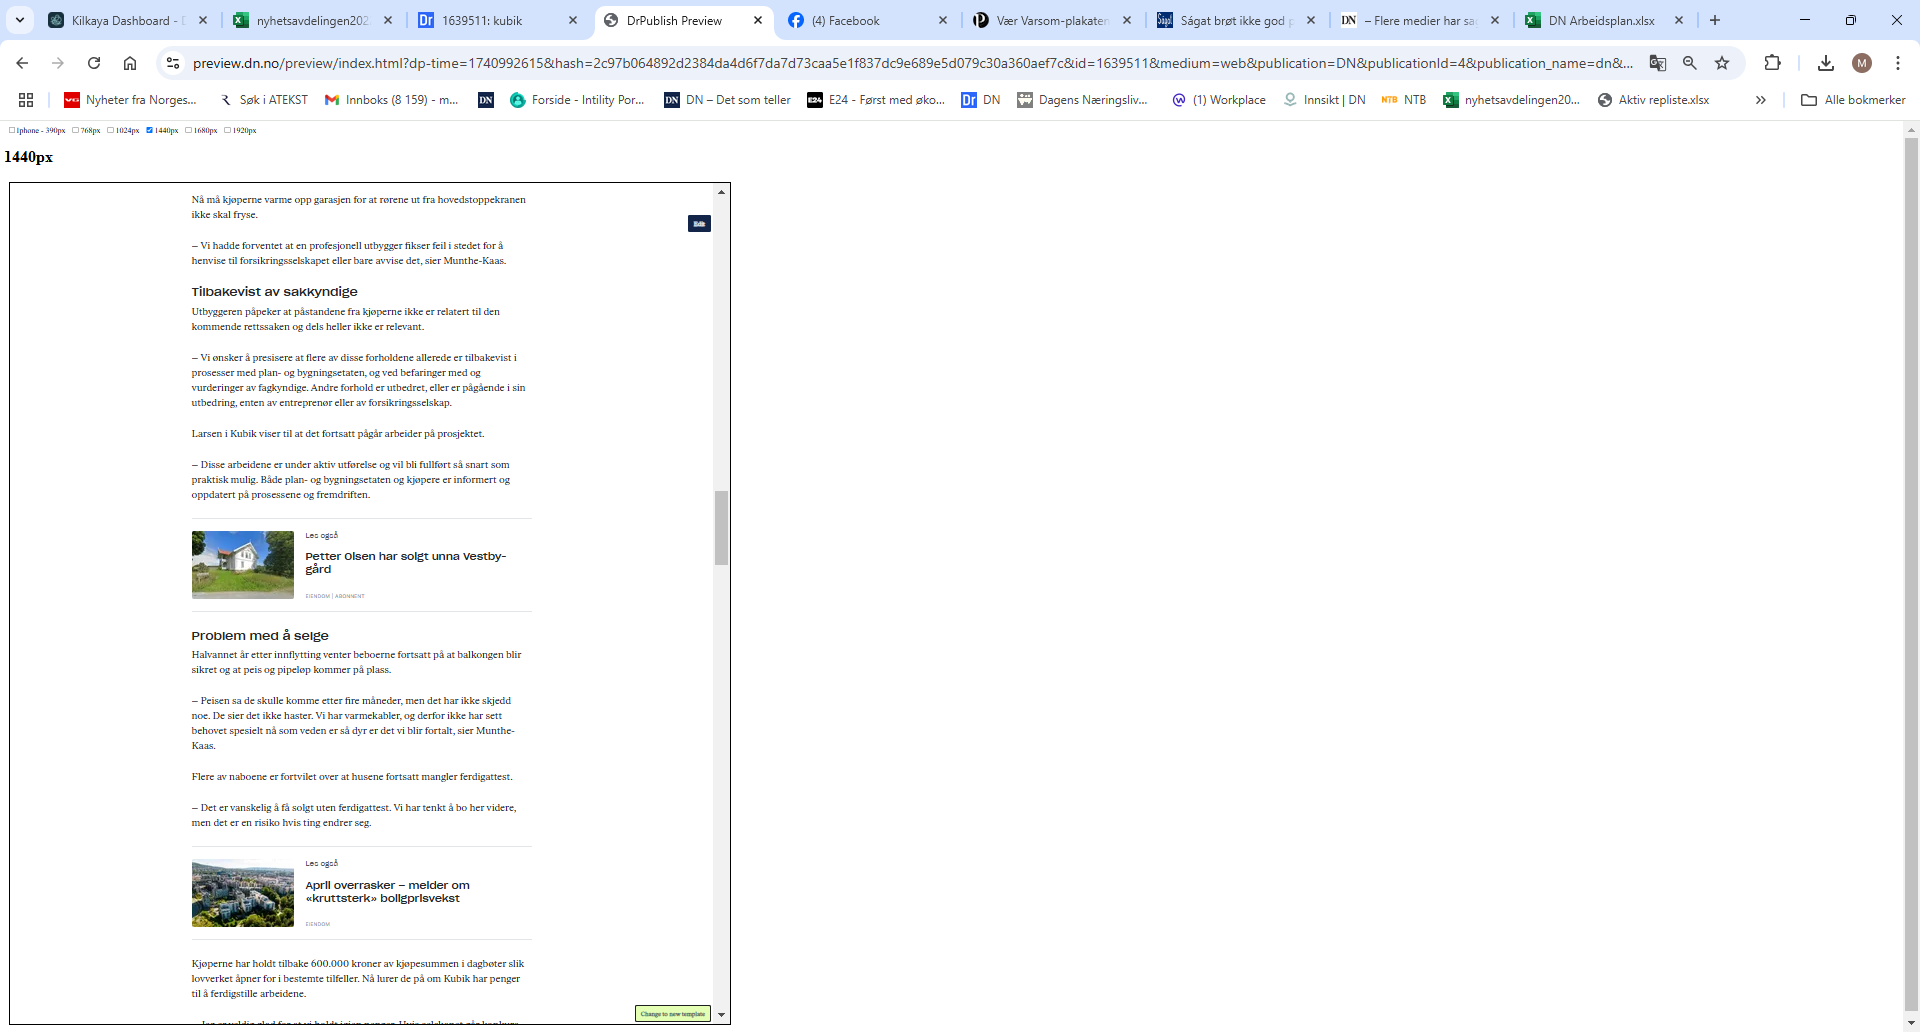 Kilkaya Dashboard - E
nyhetsavdelingen202
1639511: kubik
DrPublish Preview
(4) Facebook
Vær Varsom-plakaten
Ságat brøt ikke god p
– Flere medier har sa
DN Arbeidsplan.xlsx
preview.dn.no/preview/index.html?dp-time=1740992615&hash=2c97b064892d2384da4d6f7da7d73caa5e1f837dc9e689e5d079c30a360aef7c&id=1639511&medium=web&publication=DN&publicationId=4&publication_name=dn&...
M
Nyheter fra Norges...
Søk i ATEKST
Innboks (8 159) - m...
DN
Forside - Intility Por...
DN – Det som teller
E24 - Først med øko...
DN
Dagens Næringsliv...
(1) Workplace
Innsikt | DN
NTB
nyhetsavdelingen20...
Aktiv repliste.xlsx
Alle bokmerker
Iphone - 390px 768px 1024px 1440px 1680px 1920px
1440px
Nå må kjøperne varme opp garasjen for at rørene ut fra hovedstoppekranen
ikke skal fryse.
Edit
– Vi hadde forventet at en profesjonell utbygger fikser feil i stedet for å
henvise til forsikringsselskapet eller bare avvise det, sier Munthe-Kaas.
Tilbakevist av sakkyndige
Utbyggeren påpeker at påstandene fra kjøperne ikke er relatert til den
kommende rettssaken og dels heller ikke er relevant.
– Vi ønsker å presisere at flere av disse forholdene allerede er tilbakevist i
prosesser med plan- og bygningsetaten, og ved befaringer med og
vurderinger av fagkyndige. Andre forhold er utbedret, eller er pågående i sin
utbedring, enten av entreprenør eller av forsikringsselskap.
Larsen i Kubik viser til at det fortsatt pågår arbeider på prosjektet.
– Disse arbeidene er under aktiv utførelse og vil bli fullført så snart som
praktisk mulig. Både plan- og bygningsetaten og kjøpere er informert og
oppdatert på prosessene og fremdriften.
Les også
Petter Olsen har solgt unna Vestby-
gård
EIENDOM | ABONNENT
Problem med å selge
Halvannet år etter innflytting venter beboerne fortsatt på at balkongen blir
sikret og at peis og pipeløp kommer på plass.
– Peisen sa de skulle komme etter fire måneder, men det har ikke skjedd
noe. De sier det ikke haster. Vi har varmekabler, og derfor ikke har sett
behovet spesielt nå som veden er så dyr er det vi blir fortalt, sier Munthe-
Kaas.
Flere av naboene er fortvilet over at husene fortsatt mangler ferdigattest.
– Det er vanskelig å få solgt uten ferdigattest. Vi har tenkt å bo her videre,
men det er en risiko hvis ting endrer seg.
Les også
April overrasker – melder om
«kruttsterk» boligprisvekst
EIENDOM
Kjøperne har holdt tilbake 600.000 kroner av kjøpesummen i dagbøter slik
lovverket åpner for i bestemte tilfeller. Nå lurer de på om Kubik har penger
til å ferdigstille arbeidene.
Change to new template